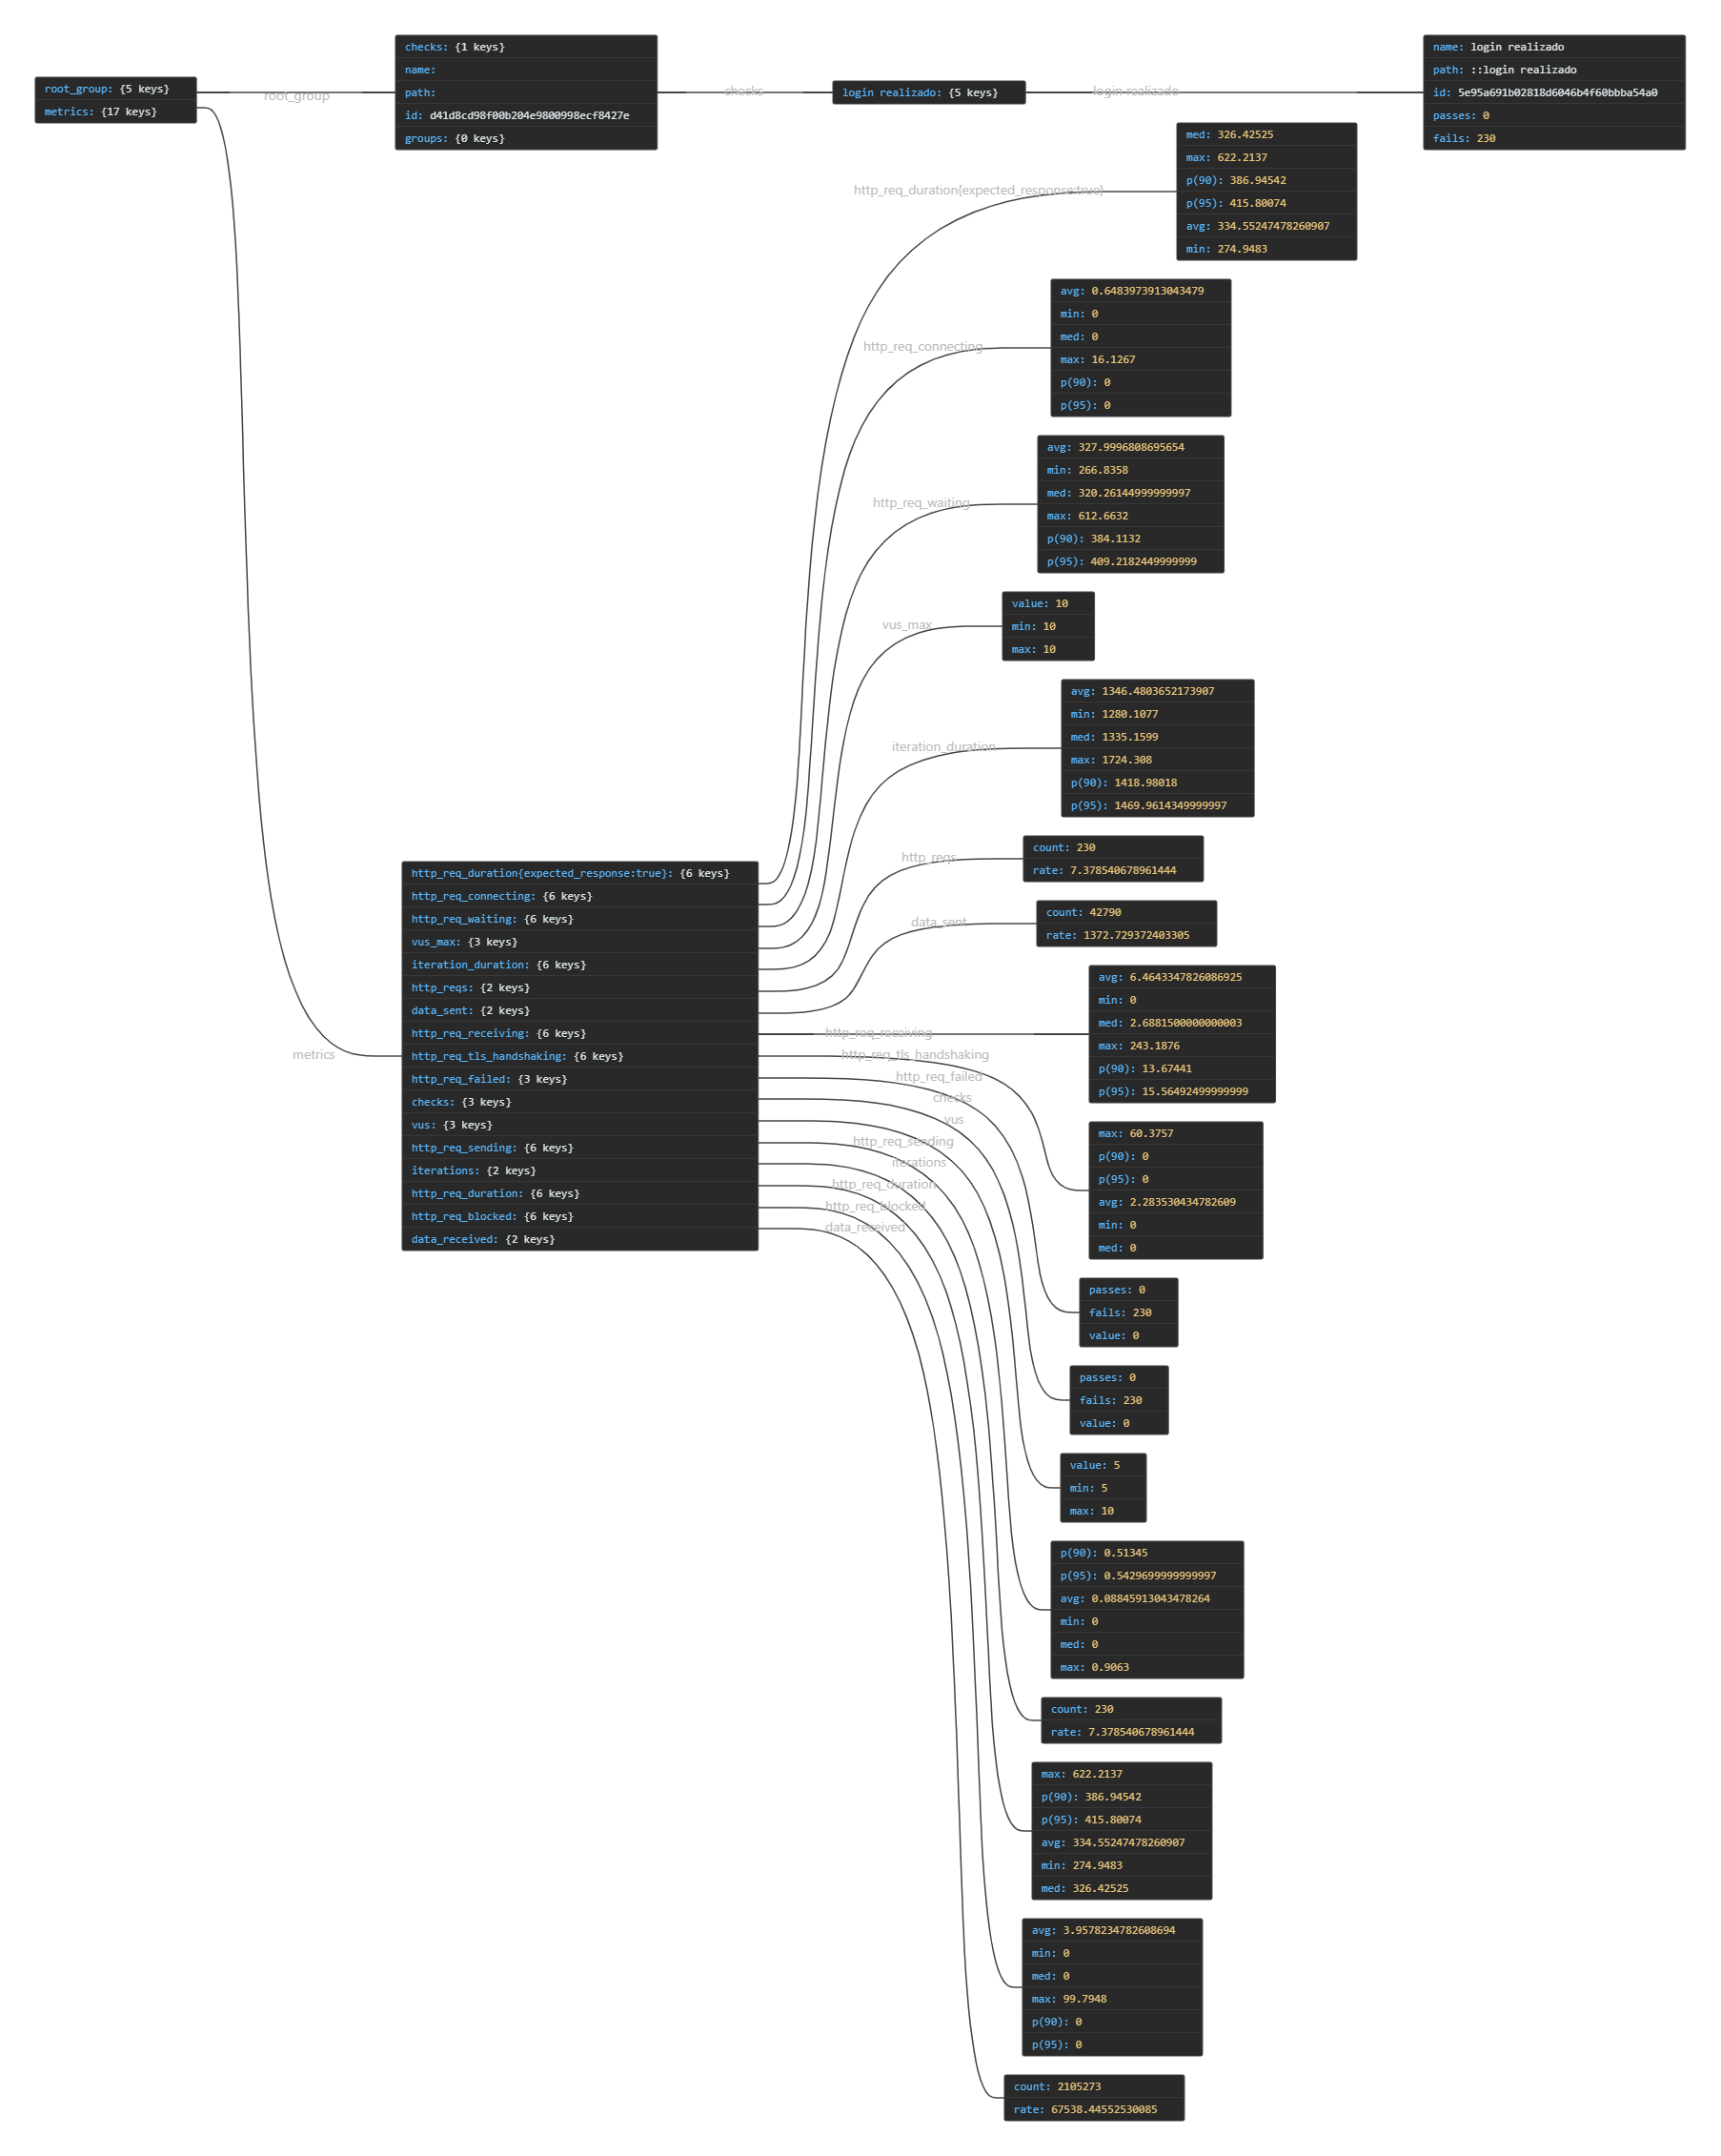 root_group: {5 keys}
metrics: {17 keys}
root_group
checks: {1 keys}
name:
path:
id: d41d8cd98f00b204e9800998ecf8427e
groups: {0 keys}
checks
login realizado: {5 keys}
login realizado
name: login realizado
path: ::login realizado
id: 5e95a691b02818d6046b4f60bbba54a0
passes: 0
fails: 230
metrics
http_req_duration{expected_response:true}: {6 keys}
http_req_connecting: {6 keys}
http_req_waiting: {6 keys}
vus_max: {3 keys}
iteration_duration: {6 keys}
http_reqs: {2 keys}
data_sent: {2 keys}
http_req_receiving: {6 keys}
http_req_tls_handshaking: {6 keys}
http_req_failed: {3 keys}
checks: {3 keys}
vus: {3 keys}
http_req_sending: {6 keys}
iterations: {2 keys}
http_req_duration: {6 keys}
http_req_blocked: {6 keys}
data_received: {2 keys}
http_req_duration{expected_response:true}
med: 326.42525
max: 622.2137
p(90): 386.94542
p(95): 415.80074
avg: 334.55247478260907
min: 274.9483
http_req_connecting
avg: 0.6483973913043479
min: 0
med: 0
max: 16.1267
p(90): 0
p(95): 0
http_req_waiting
avg: 327.9996808695654
min: 266.8358
med: 320.26144999999997
max: 612.6632
p(90): 384.1132
p(95): 409.2182449999999
vus_max
value: 10
min: 10
max: 10
iteration_duration
avg: 1346.4803652173907
min: 1280.1077
med: 1335.1599
max: 1724.308
p(90): 1418.98018
p(95): 1469.9614349999997
http_reqs
count: 230
rate: 7.378540678961444
data_sent
count: 42790
rate: 1372.729372403305
http_req_receiving
avg: 6.4643347826086925
min: 0
med: 2.6881500000000003
max: 243.1876
p(90): 13.67441
p(95): 15.56492499999999
http_req_tls_handshaking
max: 60.3757
p(90): 0
p(95): 0
avg: 2.283530434782609
min: 0
med: 0
http_req_failed
passes: 0
fails: 230
value: 0
checks
passes: 0
fails: 230
value: 0
vus
value: 5
min: 5
max: 10
http_req_sending
p(90): 0.51345
p(95): 0.5429699999999997
avg: 0.08845913043478264
min: 0
med: 0
max: 0.9063
iterations
count: 230
rate: 7.378540678961444
http_req_duration
max: 622.2137
p(90): 386.94542
p(95): 415.80074
avg: 334.55247478260907
min: 274.9483
med: 326.42525
http_req_blocked
avg: 3.9578234782608694
min: 0
med: 0
max: 99.7948
p(90): 0
p(95): 0
data_received
count: 2105273
rate: 67538.44552530085